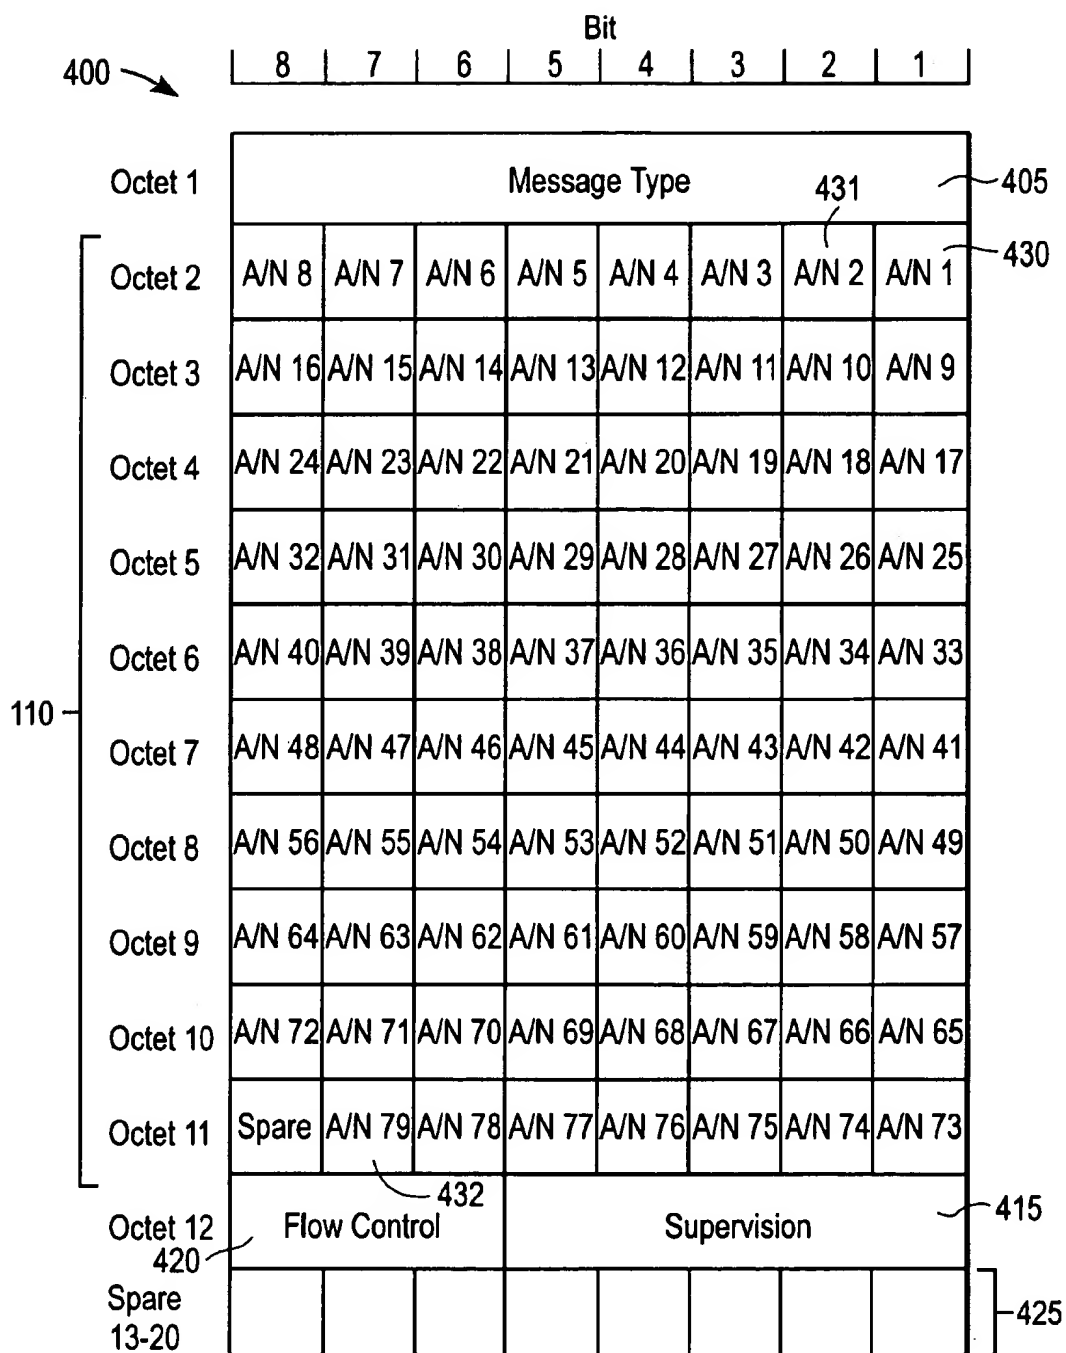 Bit
400
8 7 6 5 4 3 2 1
Octet 1 Message Type 405
431
Octet 2 A/N 8 A/N 7 A/N 6 A/N 5 A/N 4 A/N 3 A/N 2 A/N 1 430
Octet 3 A/N 16 A/N 15 A/N 14 A/N 13 A/N 12 A/N 11 A/N 10 A/N 9
Octet 4 A/N 24 A/N 23 A/N 22 A/N 21 A/N 20 A/N 19 A/N 18 A/N 17
Octet 5 A/N 32 A/N 31 A/N 30 A/N 29 A/N 28 A/N 27 A/N 26 A/N 25
Octet 6 A/N 40 A/N 39 A/N 38 A/N 37 A/N 36 A/N 35 A/N 34 A/N 33
110
Octet 7 A/N 48 A/N 47 A/N 46 A/N 45 A/N 44 A/N 43 A/N 42 A/N 41
Octet 8 A/N 56 A/N 55 A/N 54 A/N 53 A/N 52 A/N 51 A/N 50 A/N 49
Octet 9 A/N 64 A/N 63 A/N 62 A/N 61 A/N 60 A/N 59 A/N 58 A/N 57
Octet 10 A/N 72 A/N 71 A/N 70 A/N 69 A/N 68 A/N 67 A/N 66 A/N 65
Octet 11 Spare A/N 79 A/N 78 A/N 77 A/N 76 A/N 75 A/N 74 A/N 73
432
Octet 12 Flow Control Supervision 415
420
Spare
13-20
425